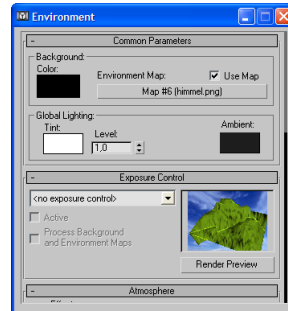 Environment
Common Parameters
Background:
Color:
Environment Map:
Use Map
Map #6 (himmel.png)
Global Lighting:
Tint:
Level:
Ambient:
1,0
Exposure Control
<no exposure control>
Active
Process Background
and Environment Maps
Render Preview
Atmosphere